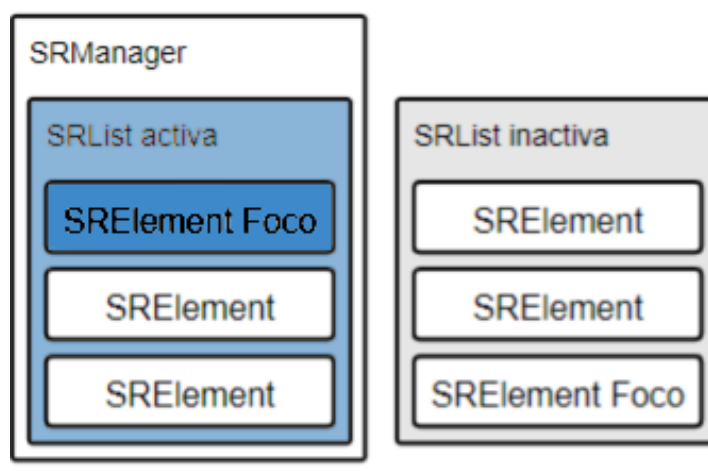 SRManager
SRList activa
SRElement Foco
SRElement
SRElement
SRList inactiva
SRElement
SRElement
SRElement Foco